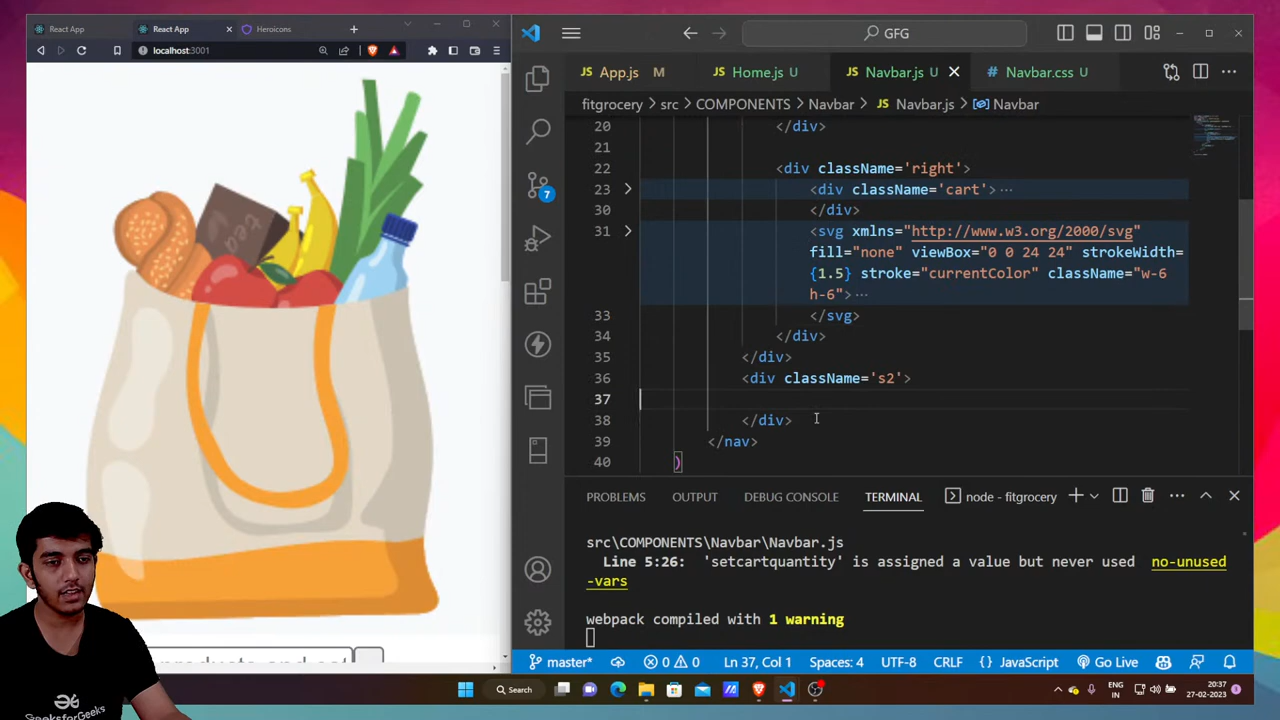 React App
React App
Heroicons
localhost:3001
tea
GFG
App.js M
Home.js U
Navbar.js U
Navbar.css U
fitgrocery > src > COMPONENTS > Navbar > JS Navbar.js > Navbar
20 </div>
21
22 <div className='right'>
23 <div className='cart'> ...
30 </div>
31 <svg xmlns="http://www.w3.org/2000/svg"
fill="none" viewBox="0 0 24 24" strokeWidth=
{1.5} stroke="currentColor" className="w-6
h-6"> ...
33 </svg>
34 </div>
35 </div>
36 <div className='s2'>
37
38 </div>
39 </nav>
40 )
7
PROBLEMS OUTPUT DEBUG CONSOLE TERMINAL node - fitgrocery
src\COMPONENTS\Navbar\Navbar.js
Line 5:26: 'setcartquantity' is assigned a value but never used no-unused
-vars
webpack compiled with 1 warning
master* 0 0 Ln 37, Col 1 Spaces: 4 UTF-8 CRLF {} JavaScript Go Live
GeeksforGeeks
Search
ENG
IN
20:37
27-02-2023